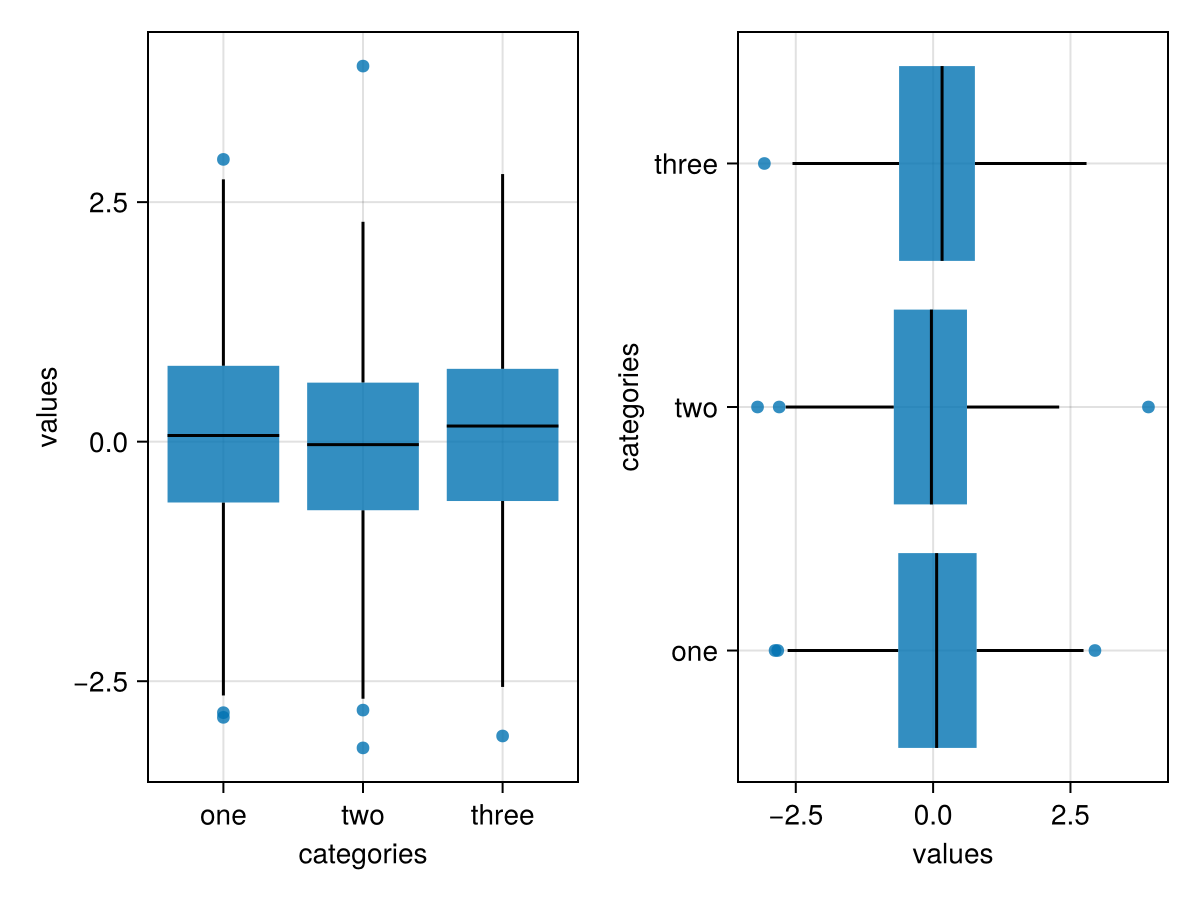 values
2.5
0.0
−2.5
one two three
categories
categories
three
two
one
−2.5 0.0 2.5
values